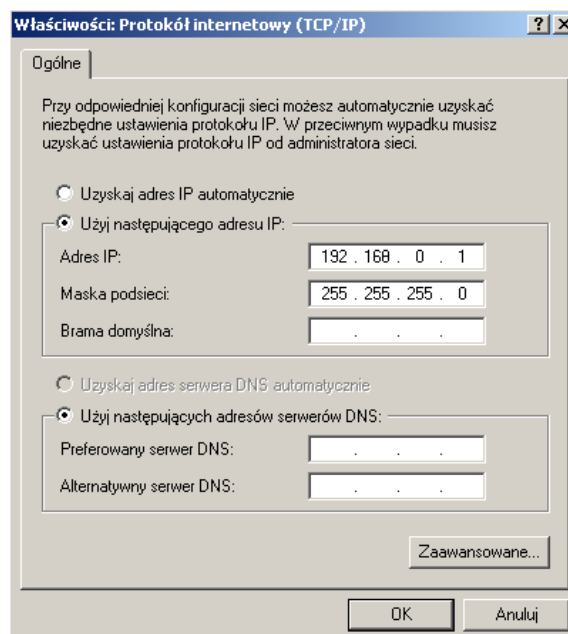 Właściwości: Protokół internetowy (TCP/IP)
Ogólne
Przy odpowiedniej konfiguracji sieci możesz automatycznie uzyskać
niezbędne ustawienia protokołu IP. W przeciwnym wypadku musisz
uzyskać ustawienia protokołu IP od administratora sieci.
Uzyskaj adres IP automatycznie
Użyj następującego adresu IP:
Adres IP: 192 . 168 . 0 . 1
Maska podsieci: 255 . 255 . 255 . 0
Brama domyślna: . . .
Uzyskaj adres serwera DNS automatycznie
Użyj następujących adresów serwerów DNS:
Preferowany serwer DNS: . . .
Alternatywny serwer DNS: . . .
Zaawansowane...
OK Anuluj